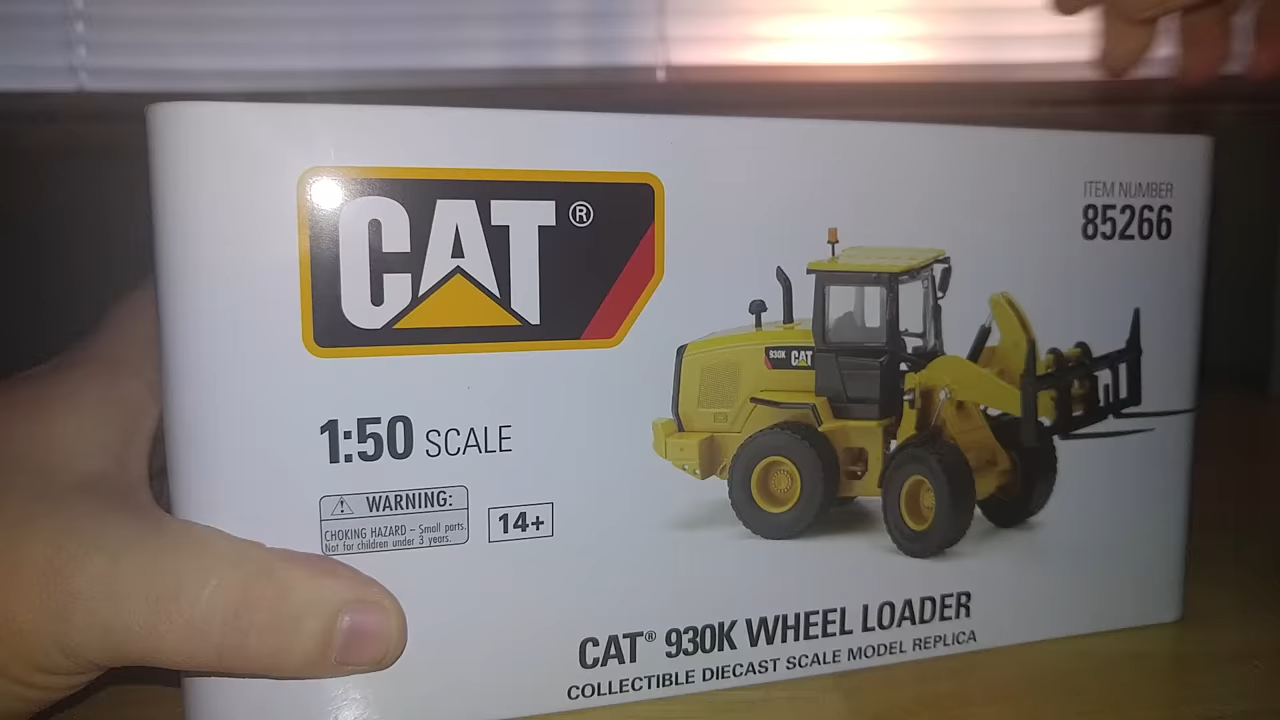 CAT ®
ITEM NUMBER
85266
930K CAT
1:50 SCALE
WARNING:
CHOKING HAZARD – Small parts.
Not for children under 3 years.
14+
CAT® 930K WHEEL LOADER
COLLECTIBLE DIECAST SCALE MODEL REPLICA